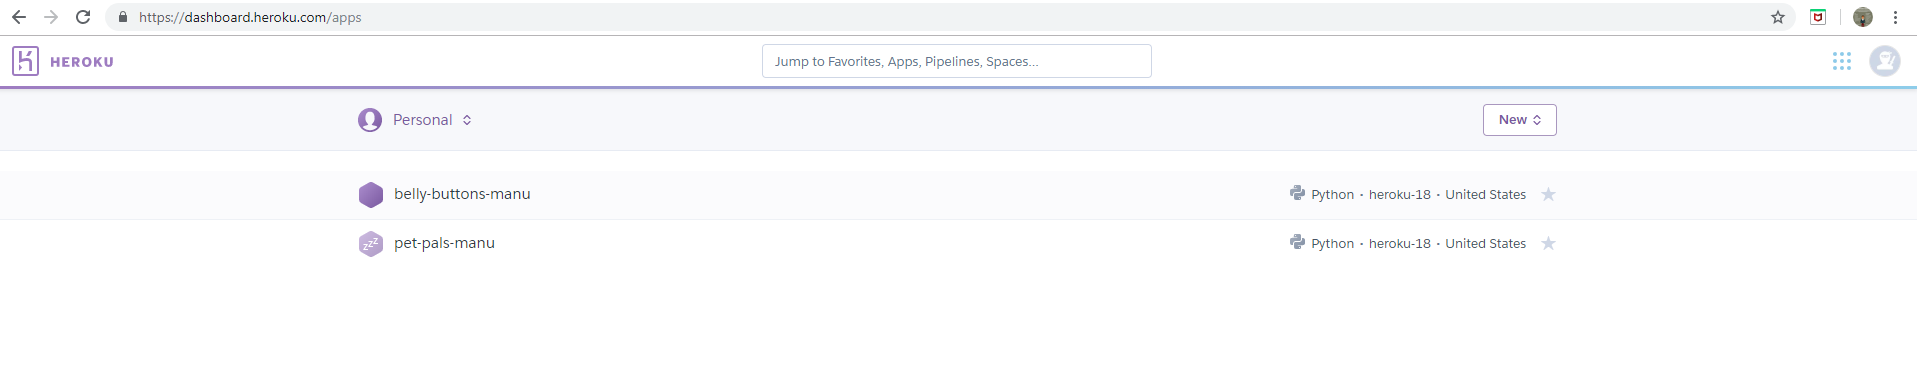 https://dashboard.heroku.com/apps
HEROKU
Jump to Favorites, Apps, Pipelines, Spaces...
Personal
New
belly-buttons-manu
Python · heroku-18 · United States
zzz
pet-pals-manu
Python · heroku-18 · United States